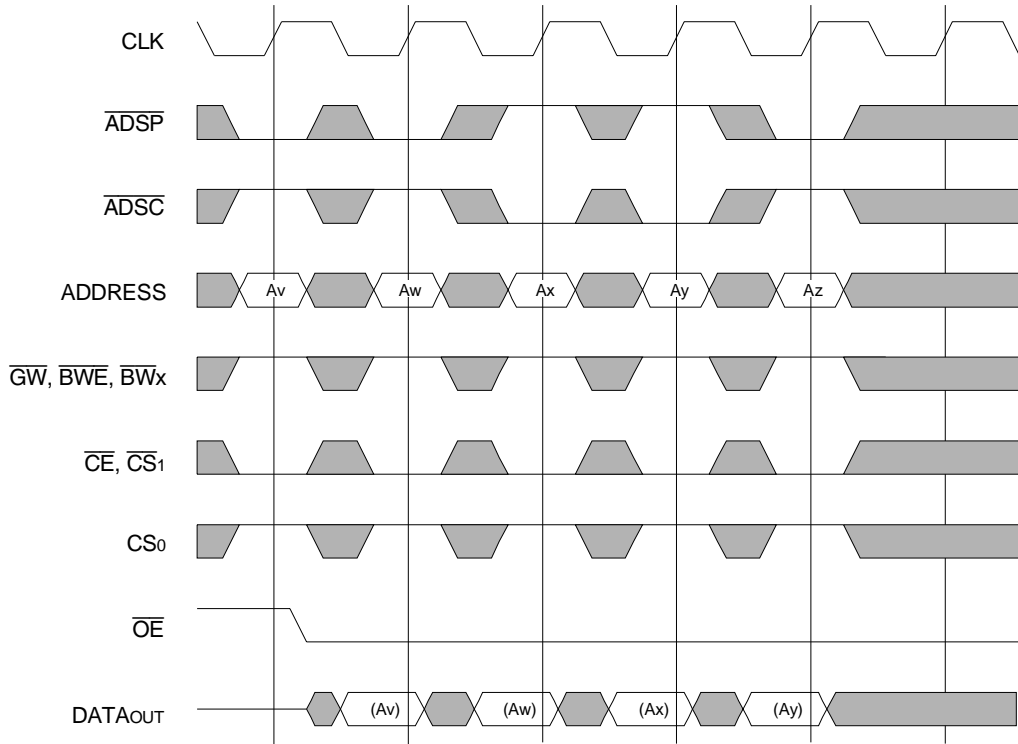 CLK
ADSP
ADSC
ADDRESS Av Aw Ax Ay Az
GW, BWE, BWx
CE, CS1
CS0
OE
DATAOUT (Av) (Aw) (Ax) (Ay)